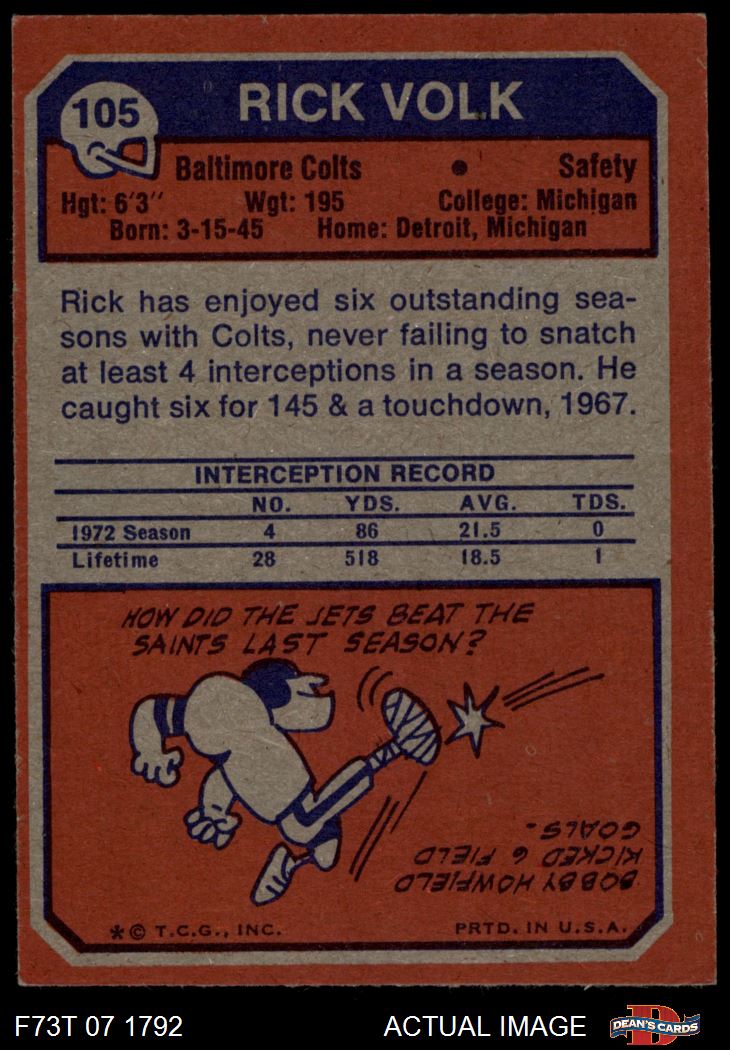 105
RICK VOLK
Baltimore Colts • Safety
Hgt: 6'3'' Wgt: 195 College: Michigan
Born: 3-15-45 Home: Detroit, Michigan
Rick has enjoyed six outstanding sea-
sons with Colts, never failing to snatch
at least 4 interceptions in a season. He
caught six for 145 & a touchdown, 1967.
INTERCEPTION RECORD
NO. YDS. AVG. TDS.
1972 Season 4 86 21.5 0
Lifetime 28 518 18.5 1
HOW DID THE JETS BEAT THE
SAINTS LAST SEASON?
BOBBY HOWFIELD
KICKED 6 FIELD
GOALS.
*© T.C.G., INC. PRTD. IN U.S.A.
F73T 07 1792 ACTUAL IMAGE
D
DEAN'S CARDS